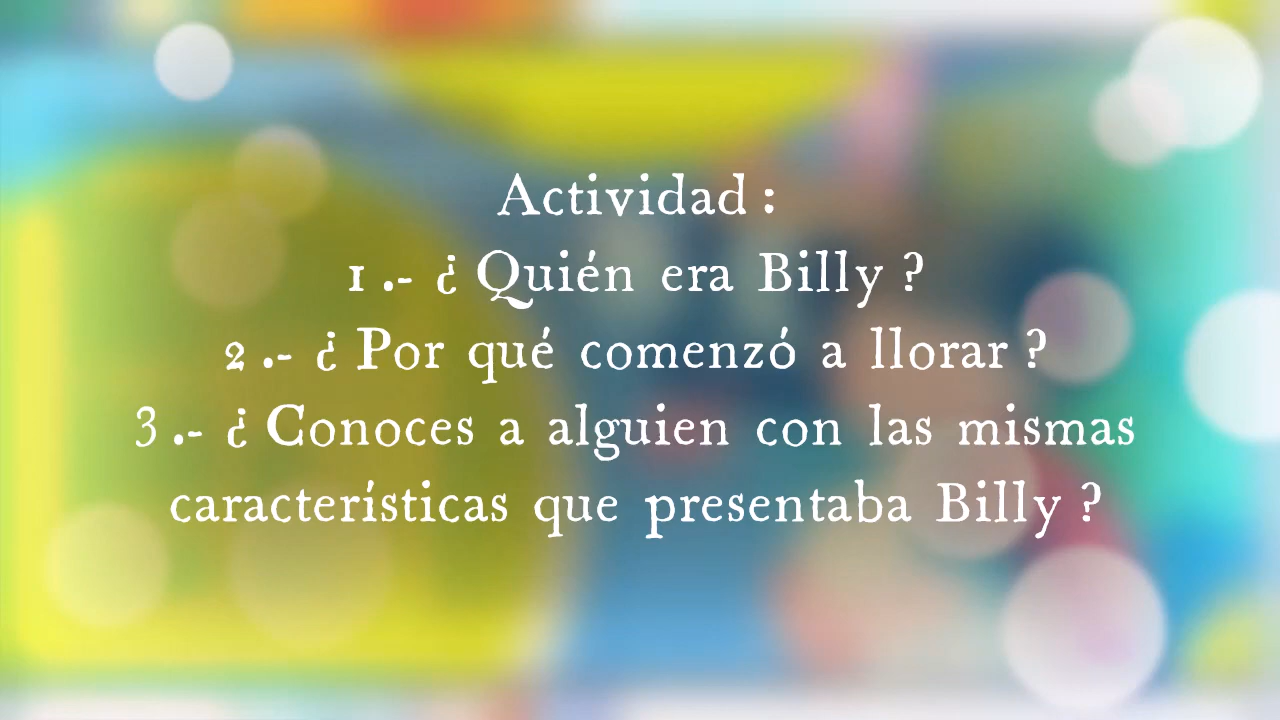 Actividad :
1 .- ¿ Quién era Billy ?
2 .- ¿ Por qué comenzó a llorar ?
3 .- ¿ Conoces a alguien con las mismas
características que presentaba Billy ?